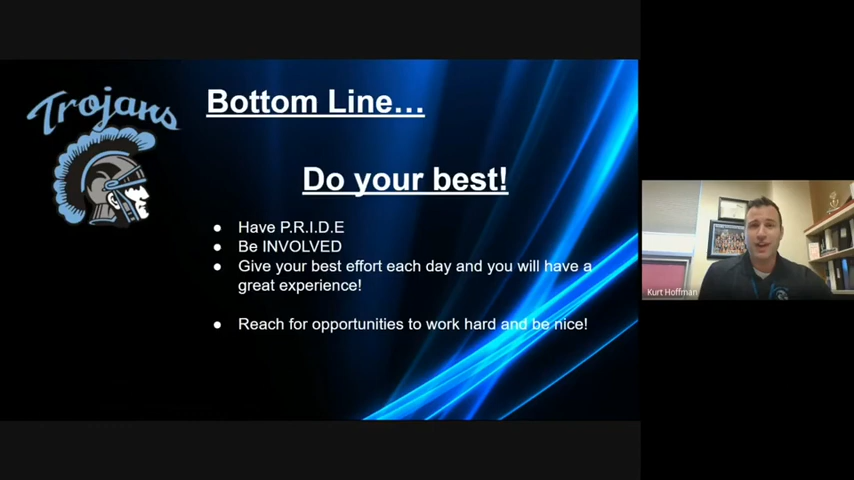 Trojans
Bottom Line...
Do your best!
● Have P.R.I.D.E
● Be INVOLVED
● Give your best effort each day and you will have a
great experience!
● Reach for opportunities to work hard and be nice!
Kurt Hoffman